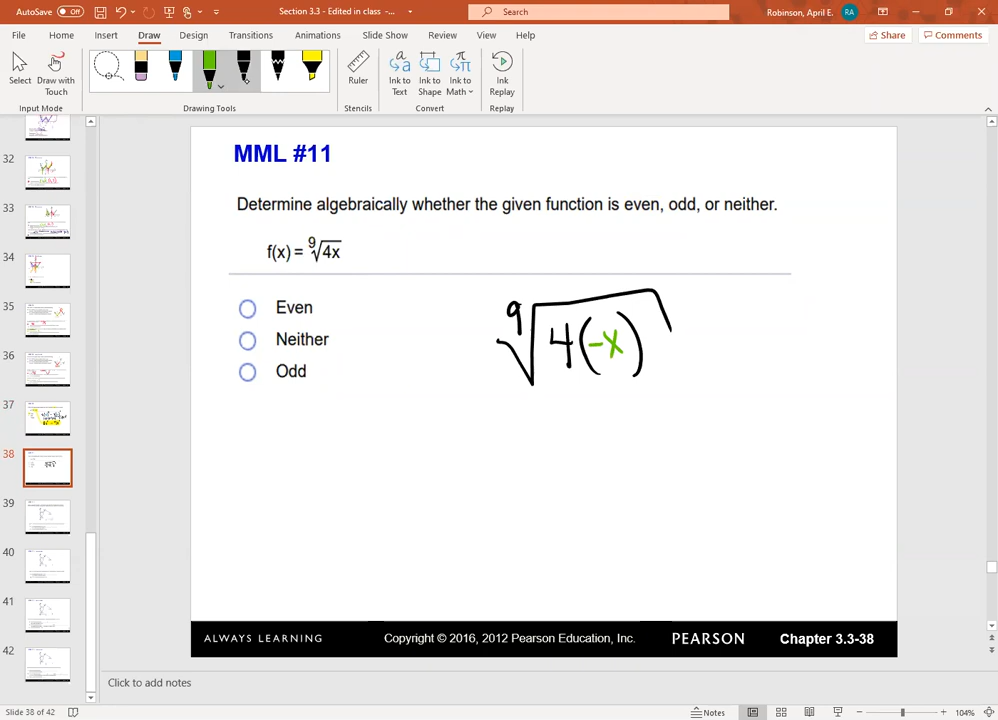 AutoSave Off
Section 3.3 - Edited in class -...
Search
Robinson, April E.
RA
File Home Insert Draw Design Transitions Animations Slide Show Review View Help
Share Comments
Select
Draw with Touch
Ruler
Ink to Text
Ink to Shape
Ink to Math
Ink Replay
Input Mode
Drawing Tools
Stencils
Convert
Replay
32
33
34
35
36
37
38
39
40
41
42
MML #11
Determine algebraically whether the given function is even, odd, or neither.
f(x) = ⁹√4x
Even
Neither
Odd
⁹√4(-x)
ALWAYS LEARNING
Copyright © 2016, 2012 Pearson Education, Inc.
PEARSON
Chapter 3.3-38
Click to add notes
Slide 38 of 42
Notes
104%